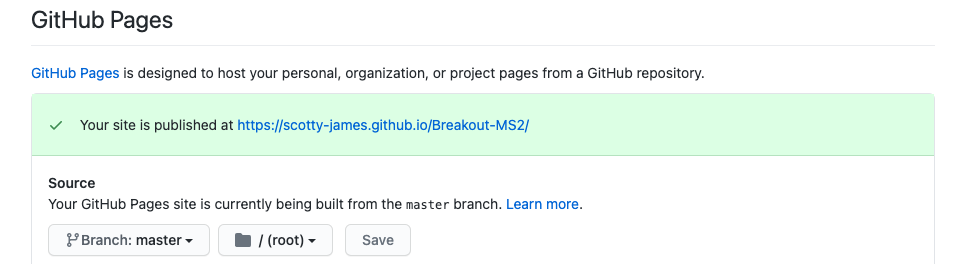 GitHub Pages
GitHub Pages is designed to host your personal, organization, or project pages from a GitHub repository.
Your site is published at https://scotty-james.github.io/Breakout-MS2/
Source
Your GitHub Pages site is currently being built from the master branch. Learn more.
Branch: master / (root) Save